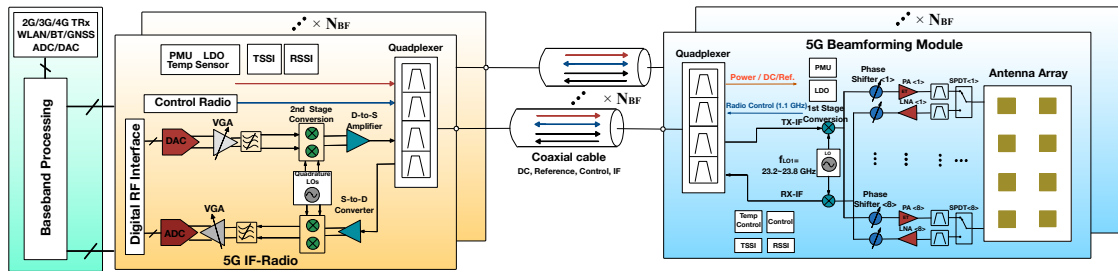 2G/3G/4G TRx
WLAN/BT/GNSS
ADC/DAC
Baseband Processing
× NBF
PMU LDO
Temp Sensor
TSSI
RSSI
Quadplexer
Control Radio
Digital RF Interface
DAC
VGA
2nd Stage
Conversion
D-to-S
Amplifier
Quadrature
LOs
S-to-D
Converter
VGA
ADC
5G IF-Radio
× NBF
Coaxial cable
DC, Reference, Control, IF
× NBF
5G Beamforming Module
Quadplexer
PMU
LDO
Power / DC/Ref.
Radio Control (1.1 GHz)
1st Stage
Conversion
TX-IF
LO
fLO1=
23.2~23.8 GHz
RX-IF
Temp
Control
Control
TSSI
RSSI
Phase
Shifter <1>
PA <1>
LNA <1>
SPDT<1>
Antenna Array
Phase
Shifter <8>
PA <8>
LNA <8>
SPDT<8>